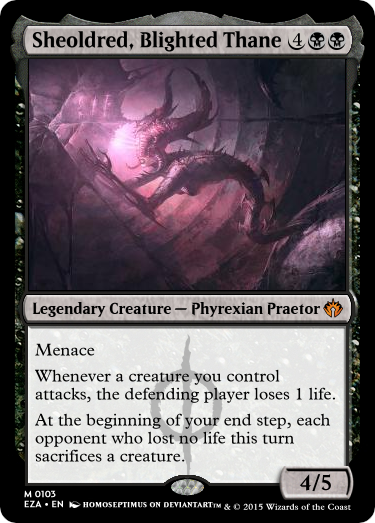 Sheoldred, Blighted Thane 4
Legendary Creature — Phyrexian Praetor
Menace
Whenever a creature you control
attacks, the defending player loses 1 life.
At the beginning of your end step, each
opponent who lost no life this turn
sacrifices a creature.
4/5
M 0103
EZA • EN HOMOSEPTIMUS ON DEVIANTART™ & © 2015 Wizards of the Coast